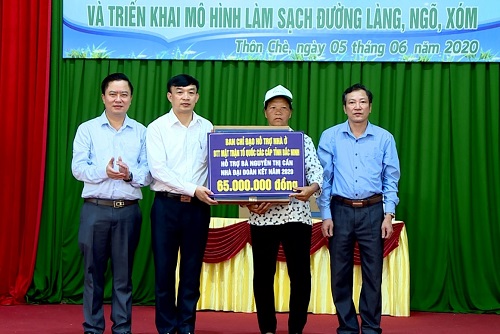 VÀ TRIỂN KHAI MÔ HÌNH LÀM SẠCH ĐƯỜNG LÀNG, NGÕ, XÓM
Thôn Chè, ngày 05 tháng 06 năm 2020
BAN CHỈ ĐẠO HỖ TRỢ NHÀ Ở
MẶT TRẬN TỔ QUỐC CÁC CẤP TỈNH BẮC NINH
HỖ TRỢ BÀ NGUYỄN THỊ CẦN
NHÀ ĐẠI ĐOÀN KẾT NĂM 2020
65.000.000 đồng